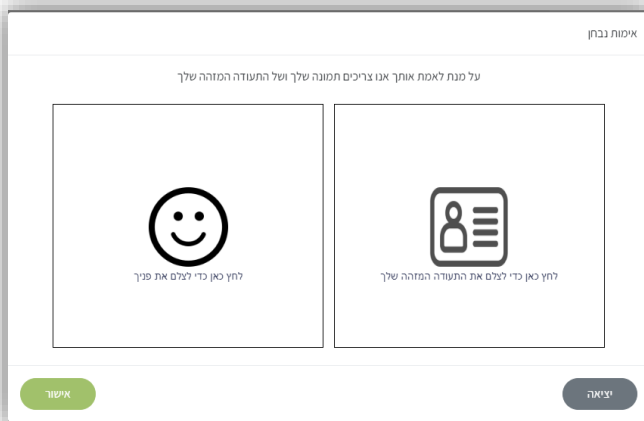 אימות נבחן
על מנת לאמת אותך אנו צריכים תמונה שלך ושל התעודה המזהה שלך
לחץ כאן כדי לצלם את התעודה המזהה שלך
לחץ כאן כדי לצלם את פניך
יציאה
אישור